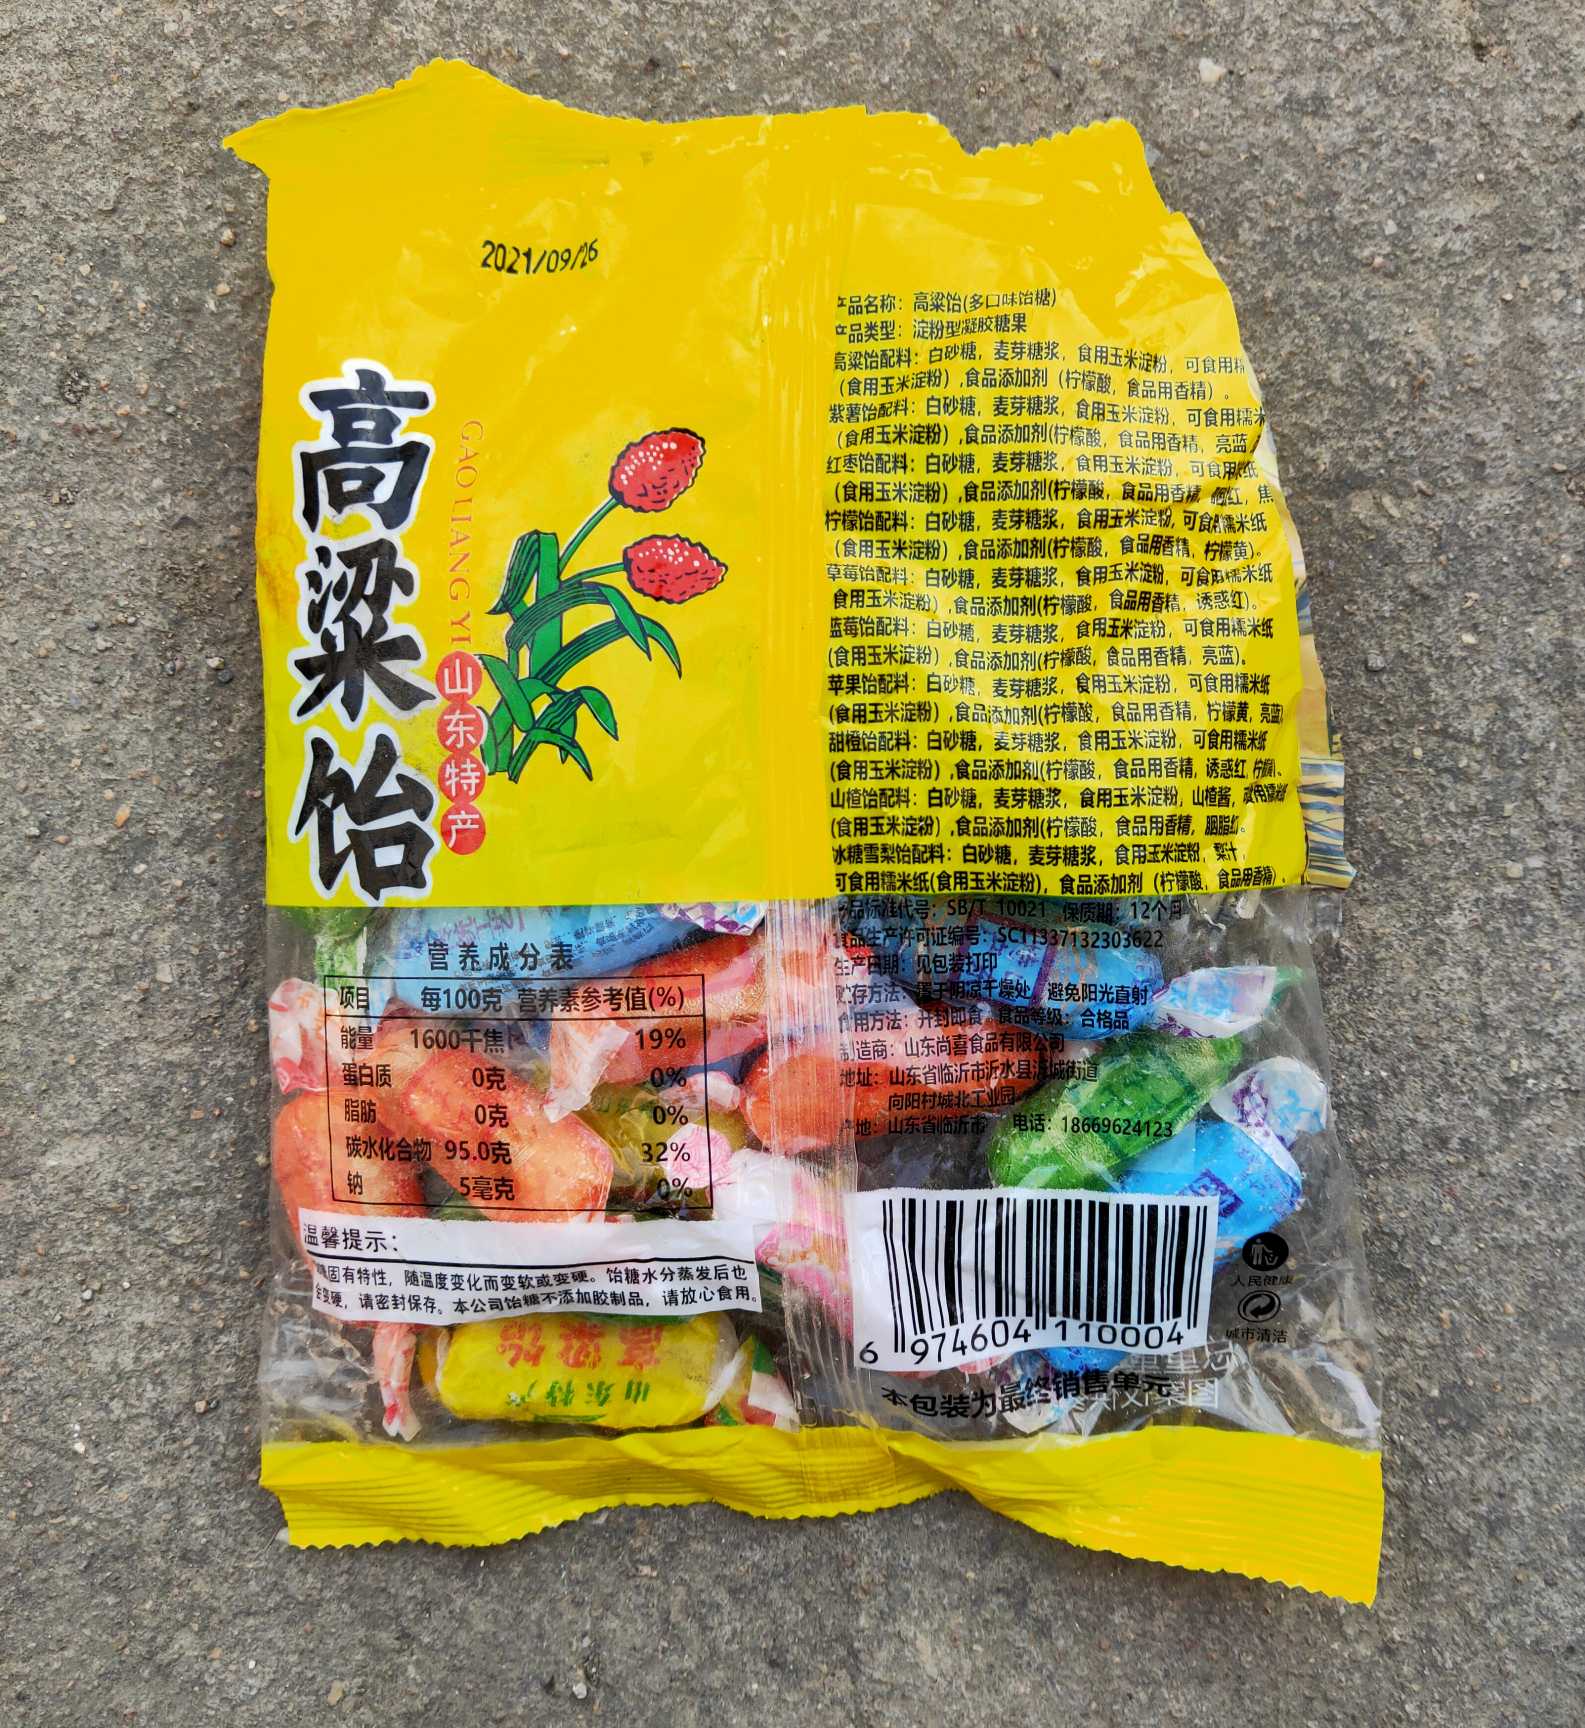 2021/09/26
高粱饴
GAOLIANG YI
山东特产
产品名称：高粱饴(多口味饴糖)
产品类型：淀粉型凝胶糖果
高粱饴配料：白砂糖，麦芽糖浆，食用玉米淀粉，可食用糯
（食用玉米淀粉）,食品添加剂（柠檬酸，食品用香精）。
紫薯饴配料：白砂糖，麦芽糖浆，食用玉米淀粉，可食用糯米
（食用玉米淀粉）,食品添加剂(柠檬酸，食品用香精，亮蓝
红枣饴配料：白砂糖，麦芽糖浆，食用玉米淀粉，可食用 纸
（食用玉米淀粉）,食品添加剂(柠檬酸，食品用香精，胭红，焦
柠檬饴配料：白砂糖，麦芽糖浆，食用玉米淀粉，可食用糯米纸
（食用玉米淀粉）,食品添加剂(柠檬酸，食品用香精，柠檬黄)。
草莓饴配料：白砂糖，麦芽糖浆，食用玉米淀粉，可食用糯米纸
食用玉米淀粉）,食品添加剂(柠檬酸，食品用香精，诱惑红)。
蓝莓饴配料：白砂糖，麦芽糖浆，食用玉米淀粉，可食用糯米纸
(食用玉米淀粉）,食品添加剂(柠檬酸，食品用香精，亮蓝)。
苹果饴配料：白砂糖，麦芽糖浆，食用玉米淀粉，可食用糯米纸
(食用玉米淀粉）,食品添加剂(柠檬酸，食品用香精，柠檬黄，亮蓝)
甜橙饴配料：白砂糖，麦芽糖浆，食用玉米淀粉，可食用糯米纸
(食用玉米淀粉）,食品添加剂(柠檬酸，食品用香精，诱惑红，柠檬 )。
山楂饴配料：白砂糖，麦芽糖浆，食用玉米淀粉，山楂酱，可食用糯米纸
(食用玉米淀粉）,食品添加剂(柠檬酸，食品用香精，胭脂红。
冰糖雪梨饴配料：白砂糖，麦芽糖浆，食用玉米淀粉，梨汁，
可食用糯米纸(食用玉米淀粉)，食品添加剂（柠檬酸，食品用香精）。
产品标准代号：SB/T 10021 保质期：12个月
食品生产许可证编号：SC11337132303622
生产日期：见包装打印
贮存方法：置于阴凉干燥处，避免阳光直射
食用方法：开封即食 食品等级：合格品
制造商：山东尚喜食品有限公司
地址：山东省临沂市沂水县沂城街道
向阳村城北工业园
产地：山东省临沂市 电话：18669624123
营养成分表
项目 每100克 营养素参考值(%)
能量 1600千焦 19%
蛋白质 0克 0%
脂肪 0克 0%
碳水化合物 95.0克 32%
钠 5毫克 0%
温馨提示：
糖固有特性，随温度变化而变软或变硬。饴糖水分蒸发后也
会变硬，请密封保存。本公司饴糖不添加胶制品，请放心食用。
6 974604 110004
人民健康
城市清洁
本包装为最终销售单元
高粱饴
山东特产